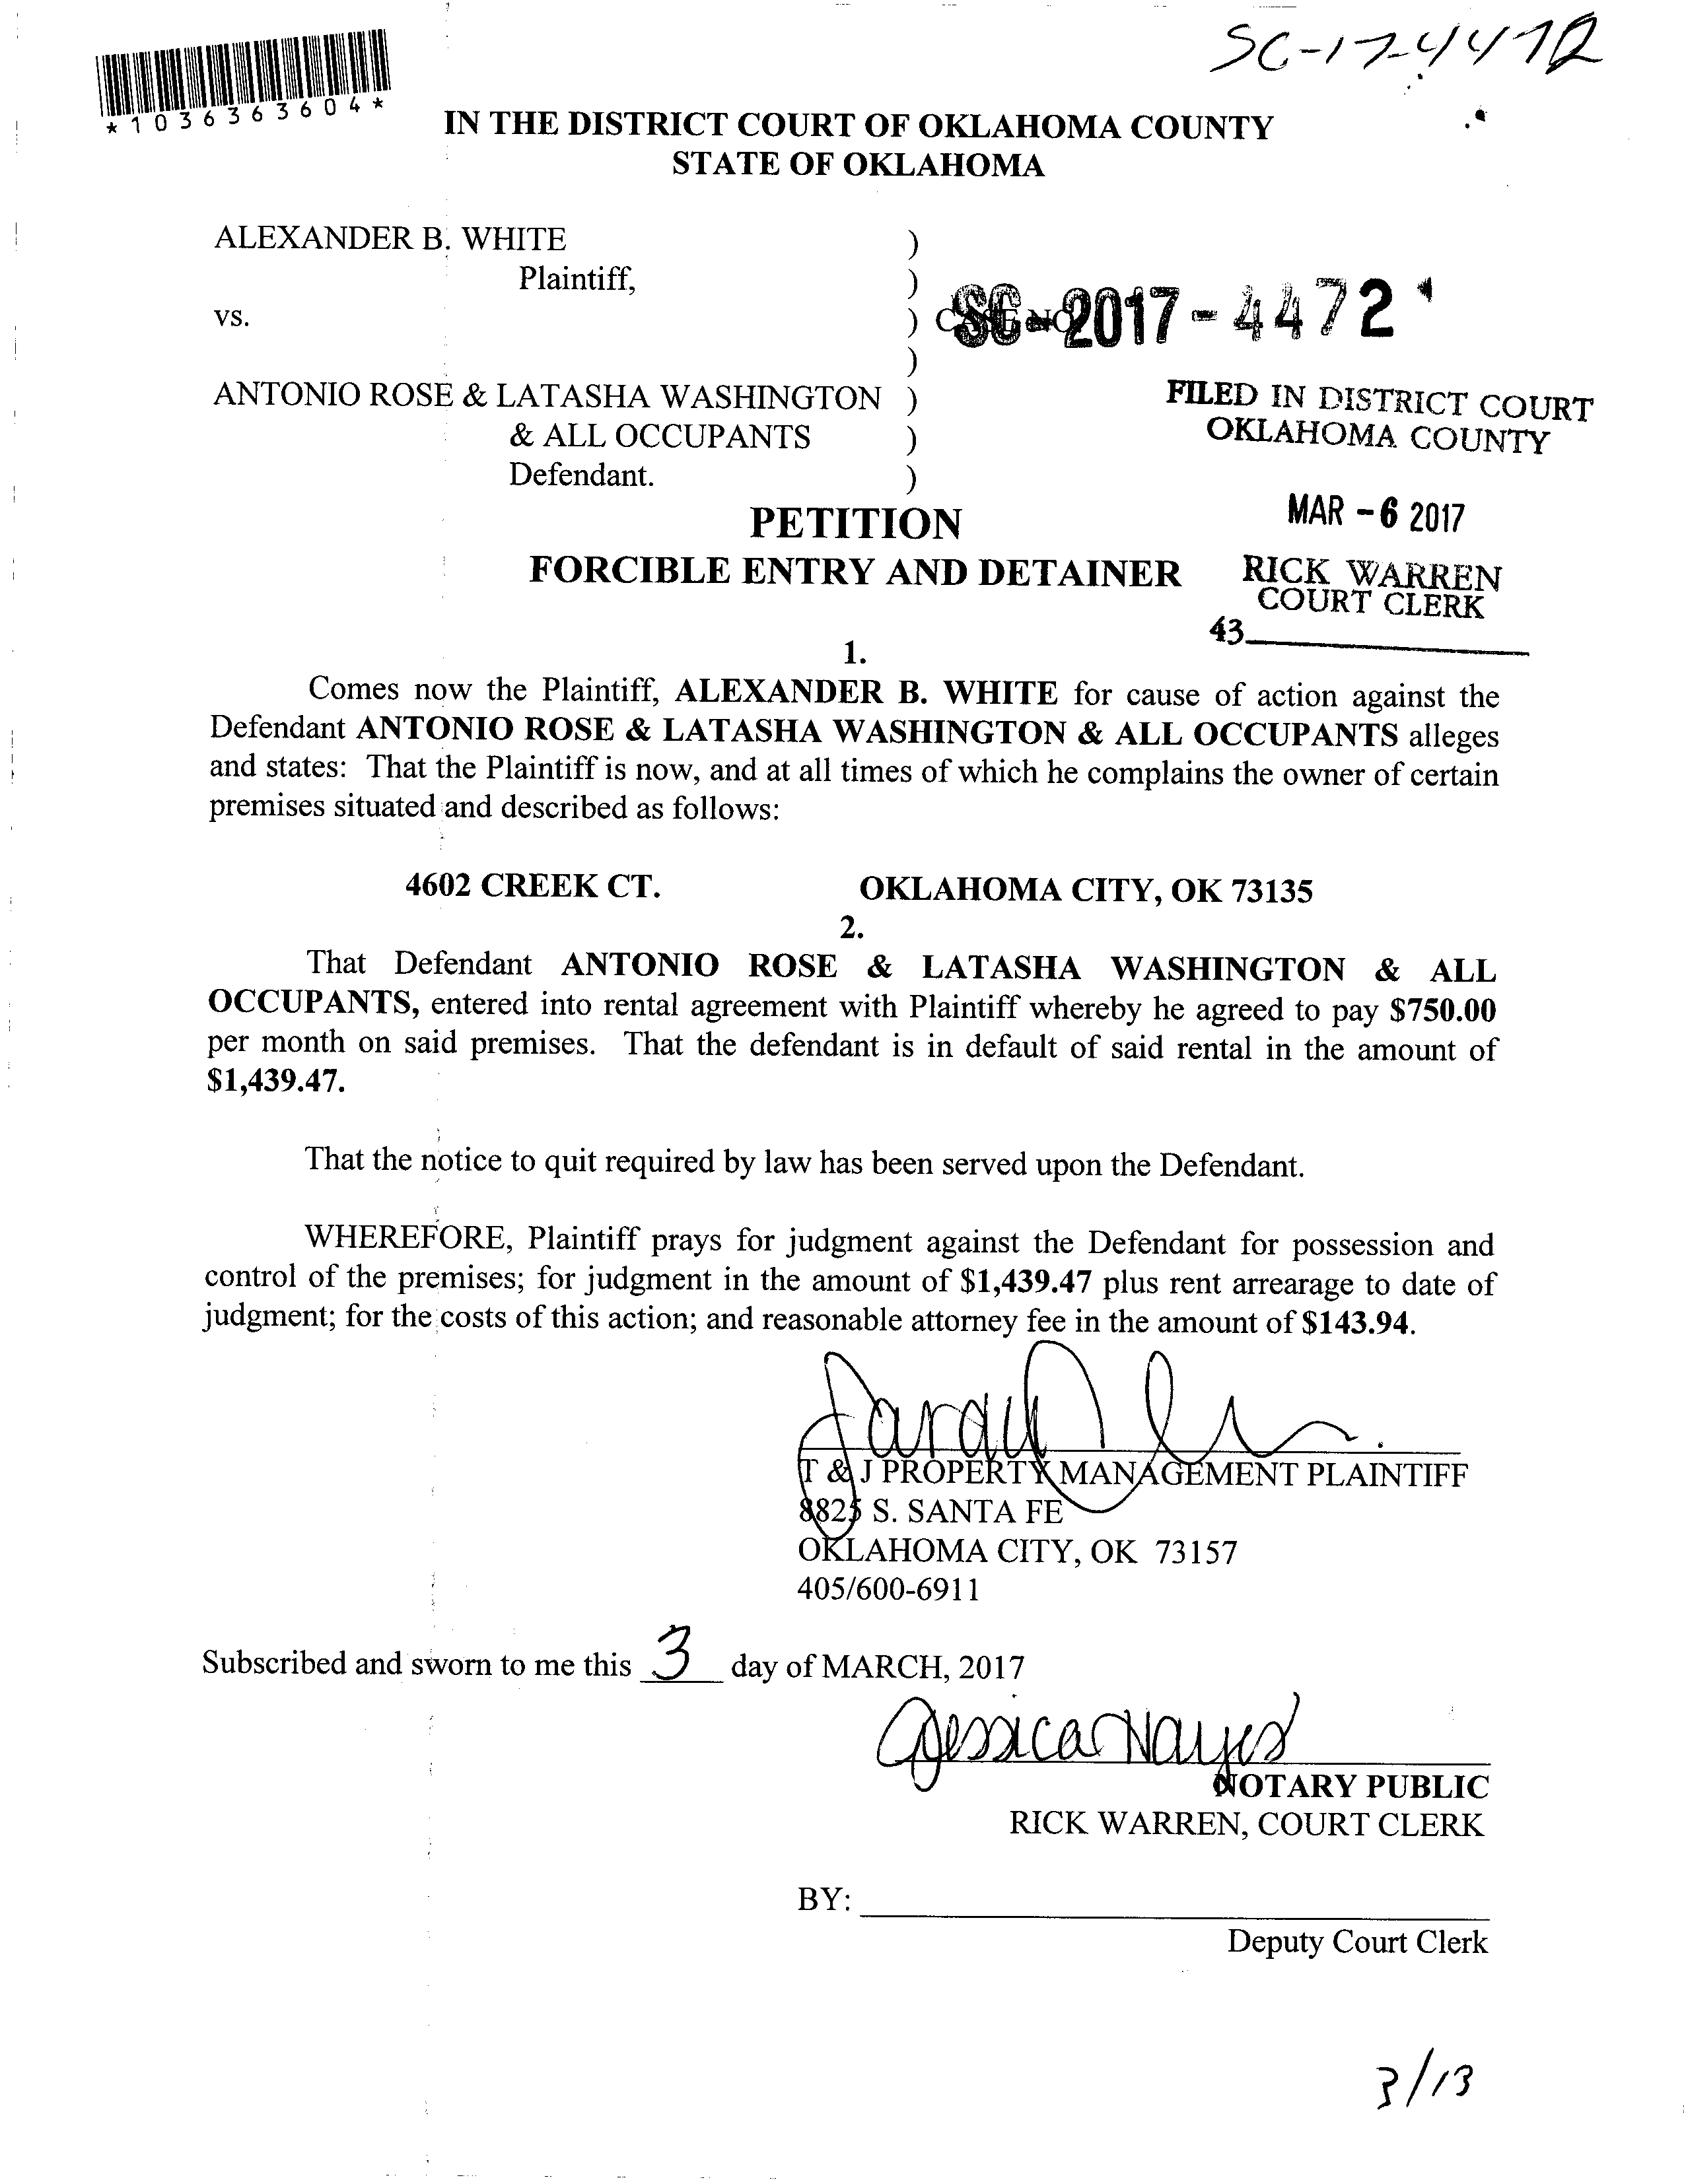 SC-17-4472
*1036363604*
IN THE DISTRICT COURT OF OKLAHOMA COUNTY
STATE OF OKLAHOMA
ALEXANDER B. WHITE )
Plaintiff, )
vs. ) CASE NO SC-2017-4472
)
ANTONIO ROSE & LATASHA WASHINGTON )
& ALL OCCUPANTS )
Defendant. )
FILED IN DISTRICT COURT
OKLAHOMA COUNTY
MAR -6 2017
RICK WARREN
COURT CLERK
43
PETITION
FORCIBLE ENTRY AND DETAINER
1.
Comes now the Plaintiff, ALEXANDER B. WHITE for cause of action against the
Defendant ANTONIO ROSE & LATASHA WASHINGTON & ALL OCCUPANTS alleges
and states: That the Plaintiff is now, and at all times of which he complains the owner of certain
premises situated and described as follows:
4602 CREEK CT. OKLAHOMA CITY, OK 73135
2.
That Defendant ANTONIO ROSE & LATASHA WASHINGTON & ALL
OCCUPANTS, entered into rental agreement with Plaintiff whereby he agreed to pay $750.00
per month on said premises. That the defendant is in default of said rental in the amount of
$1,439.47.
That the notice to quit required by law has been served upon the Defendant.
WHEREFORE, Plaintiff prays for judgment against the Defendant for possession and
control of the premises; for judgment in the amount of $1,439.47 plus rent arrearage to date of
judgment; for the costs of this action; and reasonable attorney fee in the amount of $143.94.
T & J PROPERTY MANAGEMENT PLAINTIFF
8825 S. SANTA FE
OKLAHOMA CITY, OK 73157
405/600-6911
Subscribed and sworn to me this 3 day of MARCH, 2017
Jessica Hayes
NOTARY PUBLIC
RICK WARREN, COURT CLERK
BY:
Deputy Court Clerk
3/13